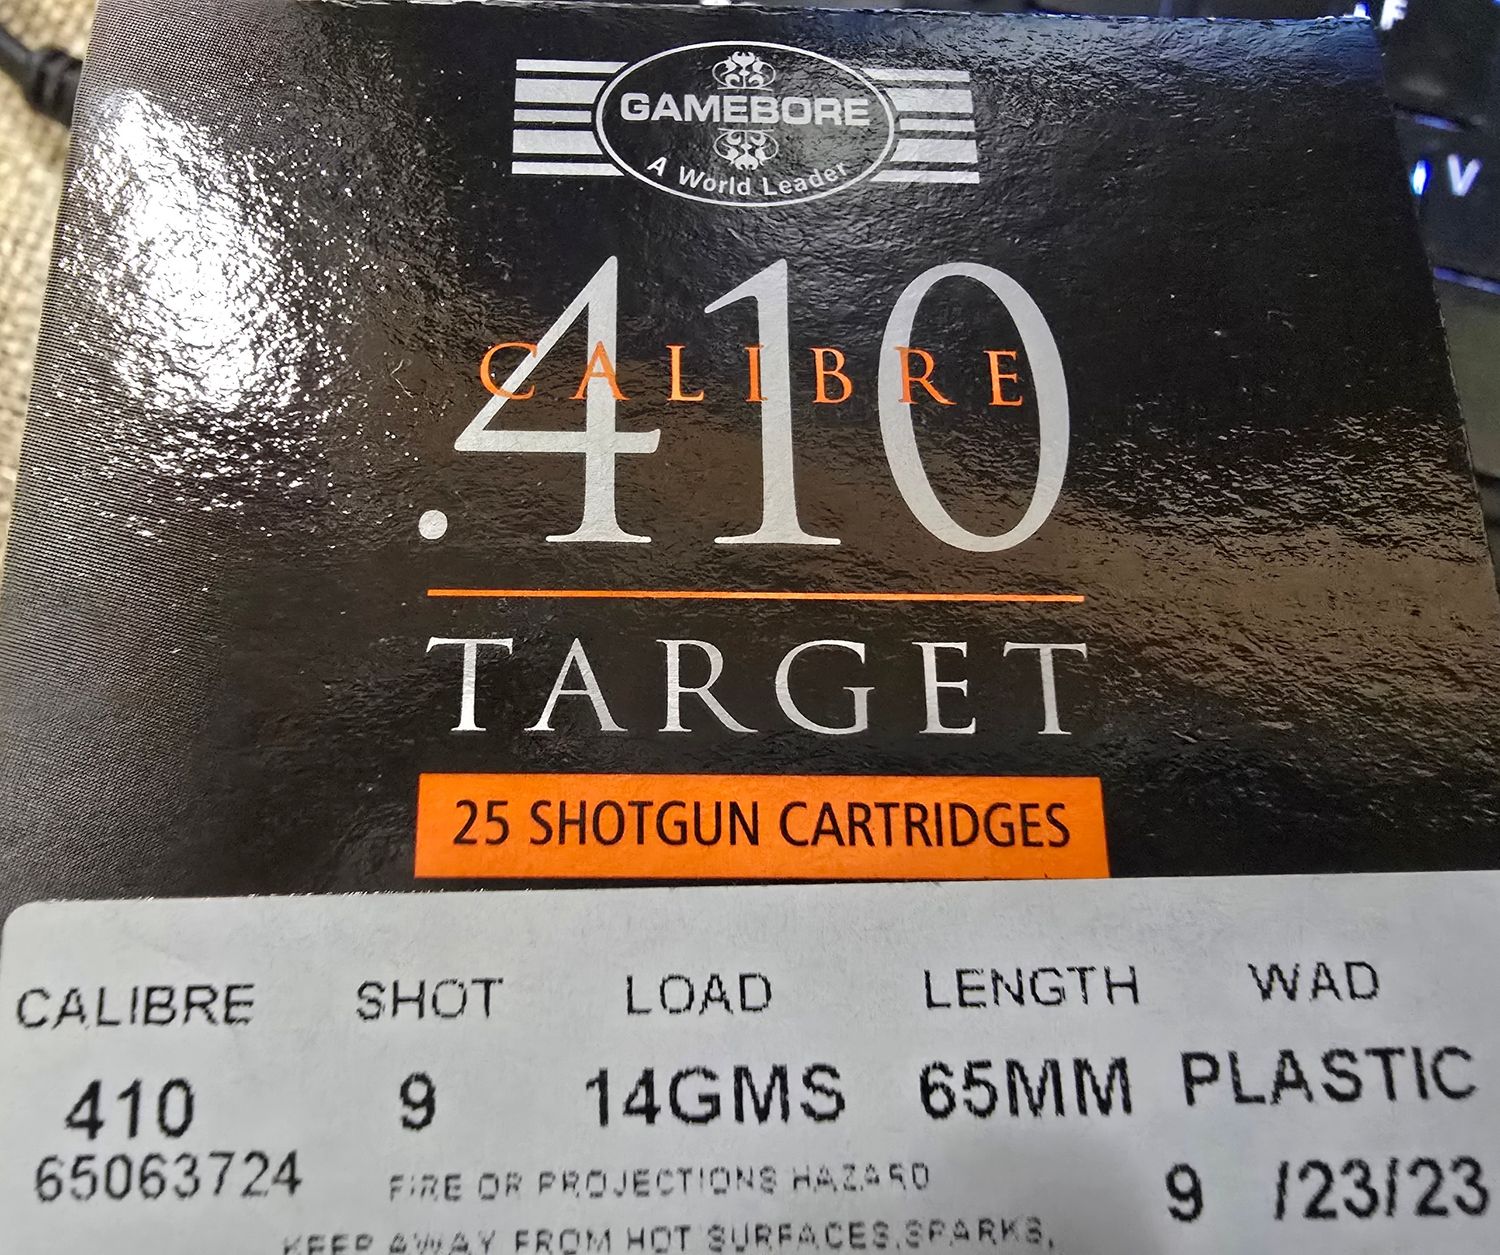 F
V
GAMEBORE
A World Leader
.410
CALIBRE
TARGET
25 SHOTGUN CARTRIDGES
CALIBRE SHOT LOAD LENGTH WAD
410 9 14GMS 65MM PLASTIC
65063724 FIRE OR PROJECTIONS HAZARD 9 /23/23
KEEP AWAY FROM HOT SURFACES,SPARKS,